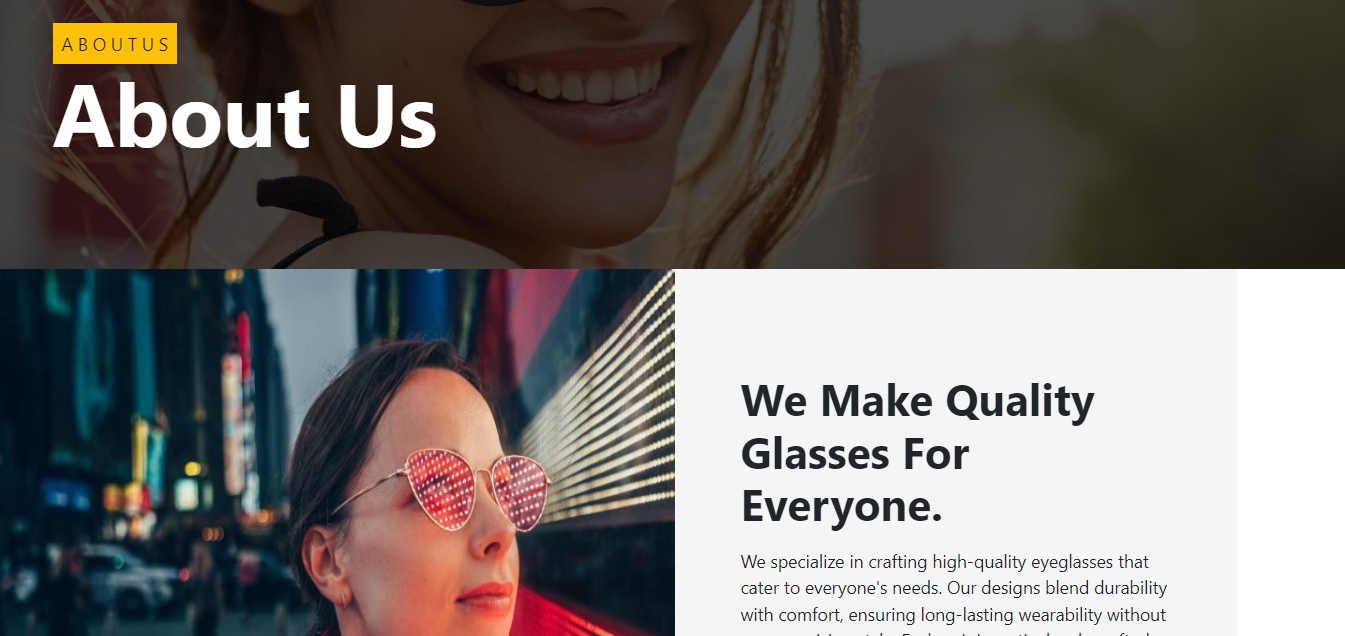 ABOUTUS
About Us
We Make Quality
Glasses For
Everyone.
We specialize in crafting high-quality eyeglasses that
cater to everyone's needs. Our designs blend durability
with comfort, ensuring long-lasting wearability without